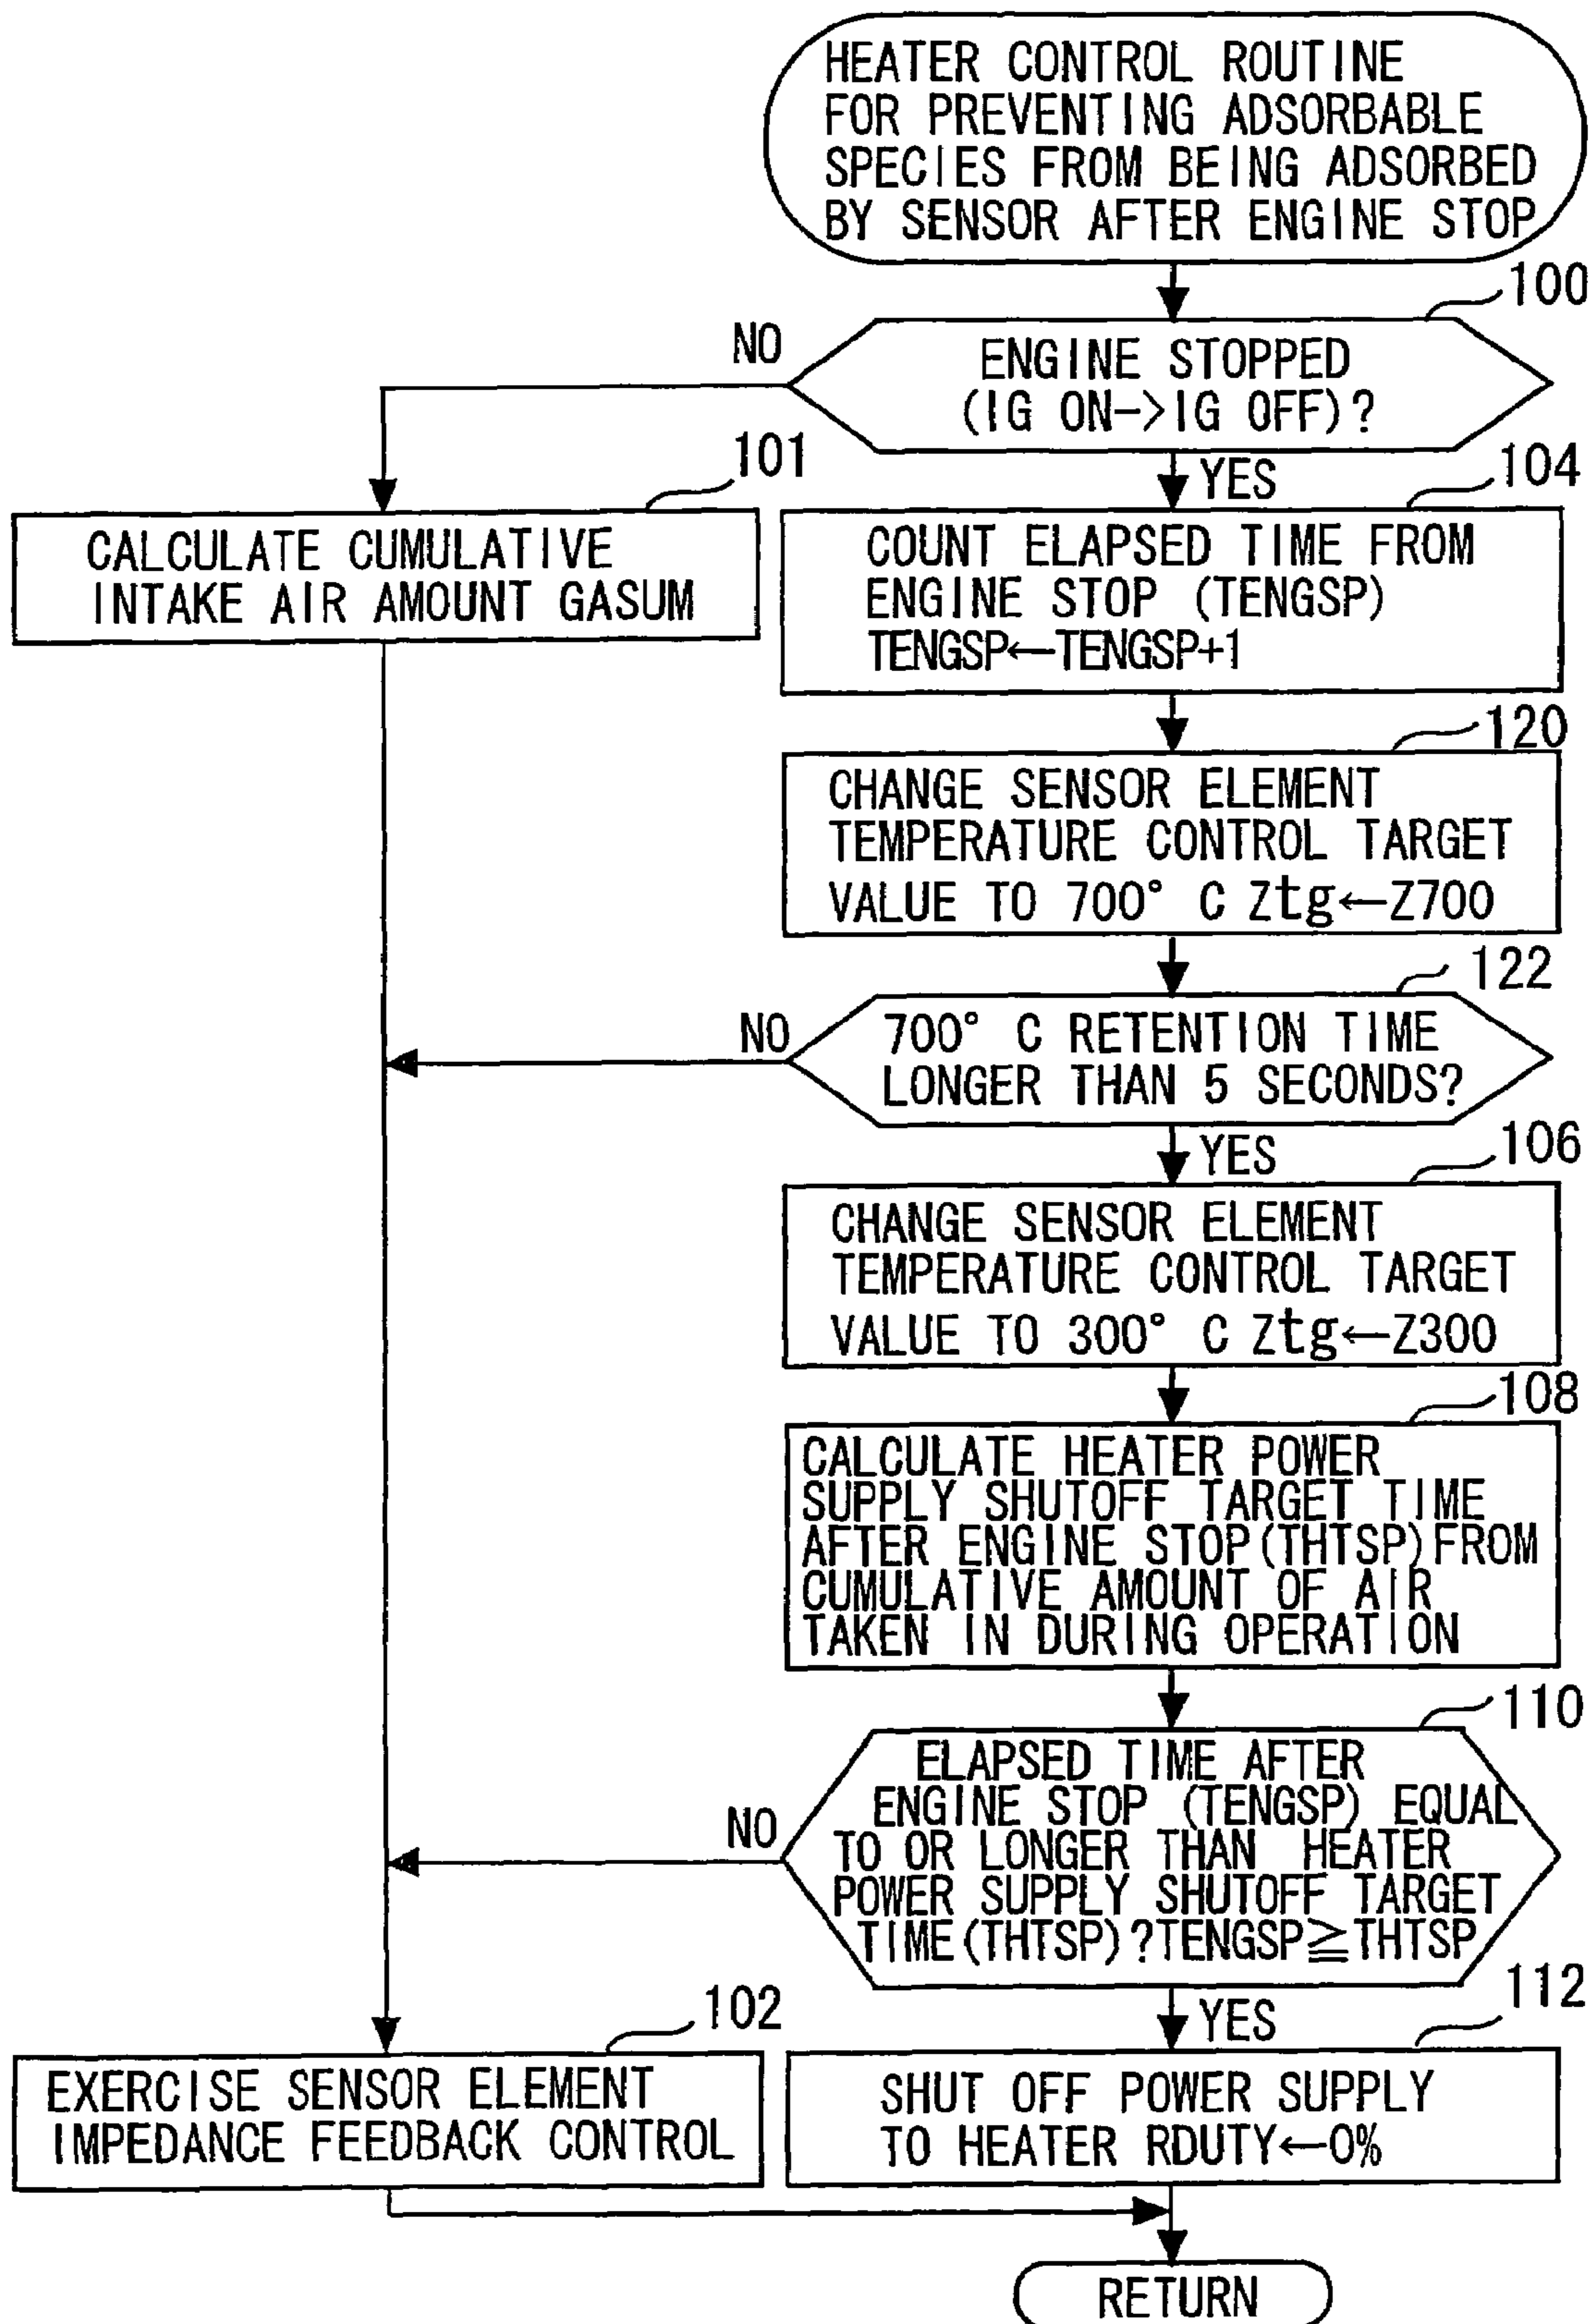 HEATER CONTROL ROUTINE
FOR PREVENTING ADSORBABLE
SPECIES FROM BEING ADSORBED
BY SENSOR AFTER ENGINE STOP
100
NO
ENGINE STOPPED
(IG ON->IG OFF)?
101
YES
104
CALCULATE CUMULATIVE
INTAKE AIR AMOUNT GASUM
COUNT ELAPSED TIME FROM
ENGINE STOP (TENGSP)
TENGSP←TENGSP+1
120
CHANGE SENSOR ELEMENT
TEMPERATURE CONTROL TARGET
VALUE TO 700° C Ztg←Z700
122
NO
700° C RETENTION TIME
LONGER THAN 5 SECONDS?
YES
106
CHANGE SENSOR ELEMENT
TEMPERATURE CONTROL TARGET
VALUE TO 300° C Ztg←Z300
108
CALCULATE HEATER POWER
SUPPLY SHUTOFF TARGET TIME
AFTER ENGINE STOP(THTSP)FROM
CUMULATIVE AMOUNT OF AIR
TAKEN IN DURING OPERATION
110
NO
ELAPSED TIME AFTER
ENGINE STOP (TENGSP) EQUAL
TO OR LONGER THAN HEATER
POWER SUPPLY SHUTOFF TARGET
TIME(THTSP)?TENGSP≧THTSP
102
YES
112
EXERCISE SENSOR ELEMENT
IMPEDANCE FEEDBACK CONTROL
SHUT OFF POWER SUPPLY
TO HEATER RDUTY←0%
RETURN